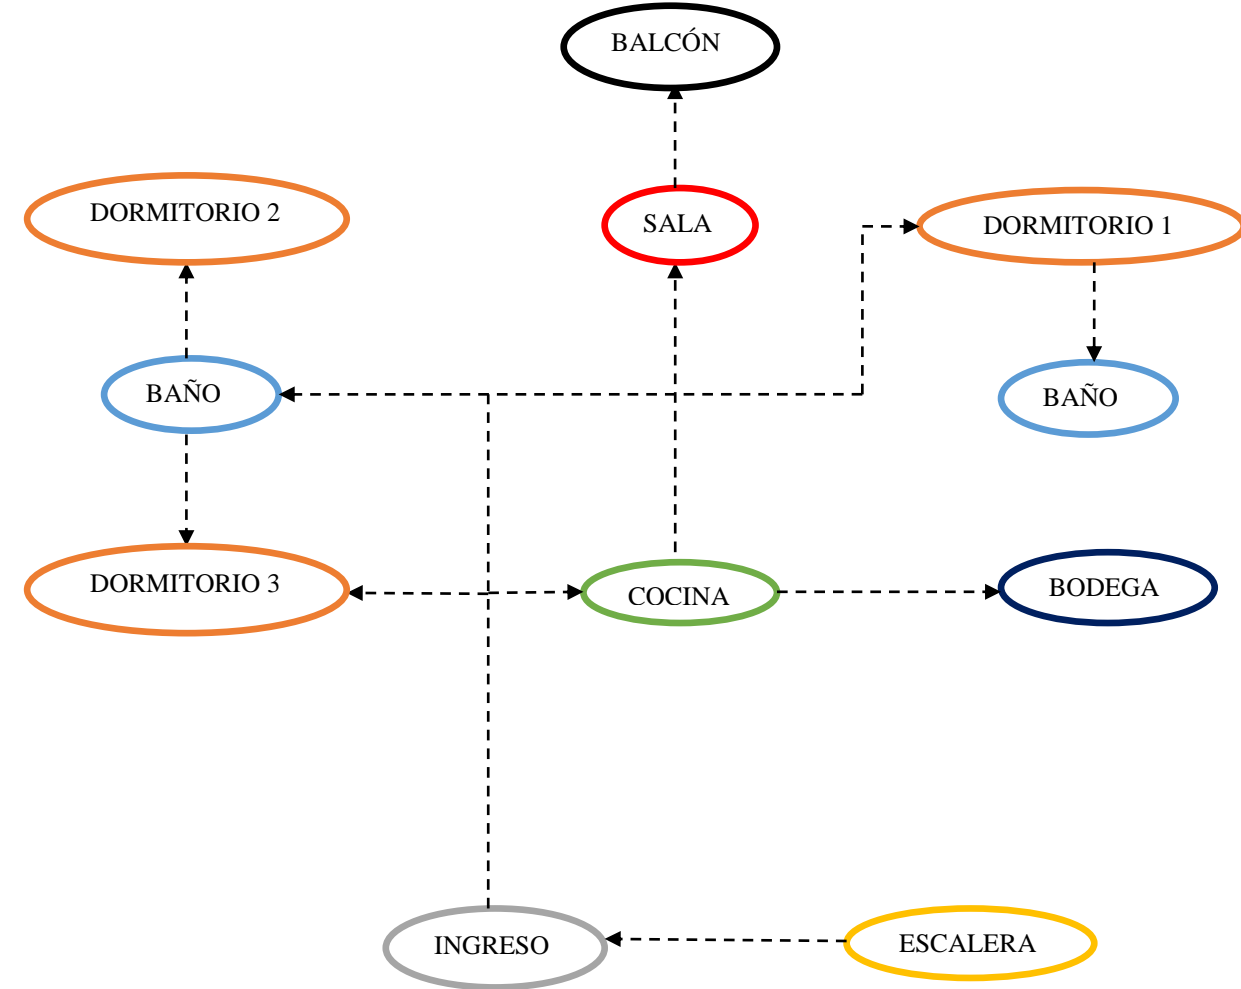 BALCÓN
DORMITORIO 2
SALA
DORMITORIO 1
BAÑO
BAÑO
DORMITORIO 3
COCINA
BODEGA
INGRESO
ESCALERA